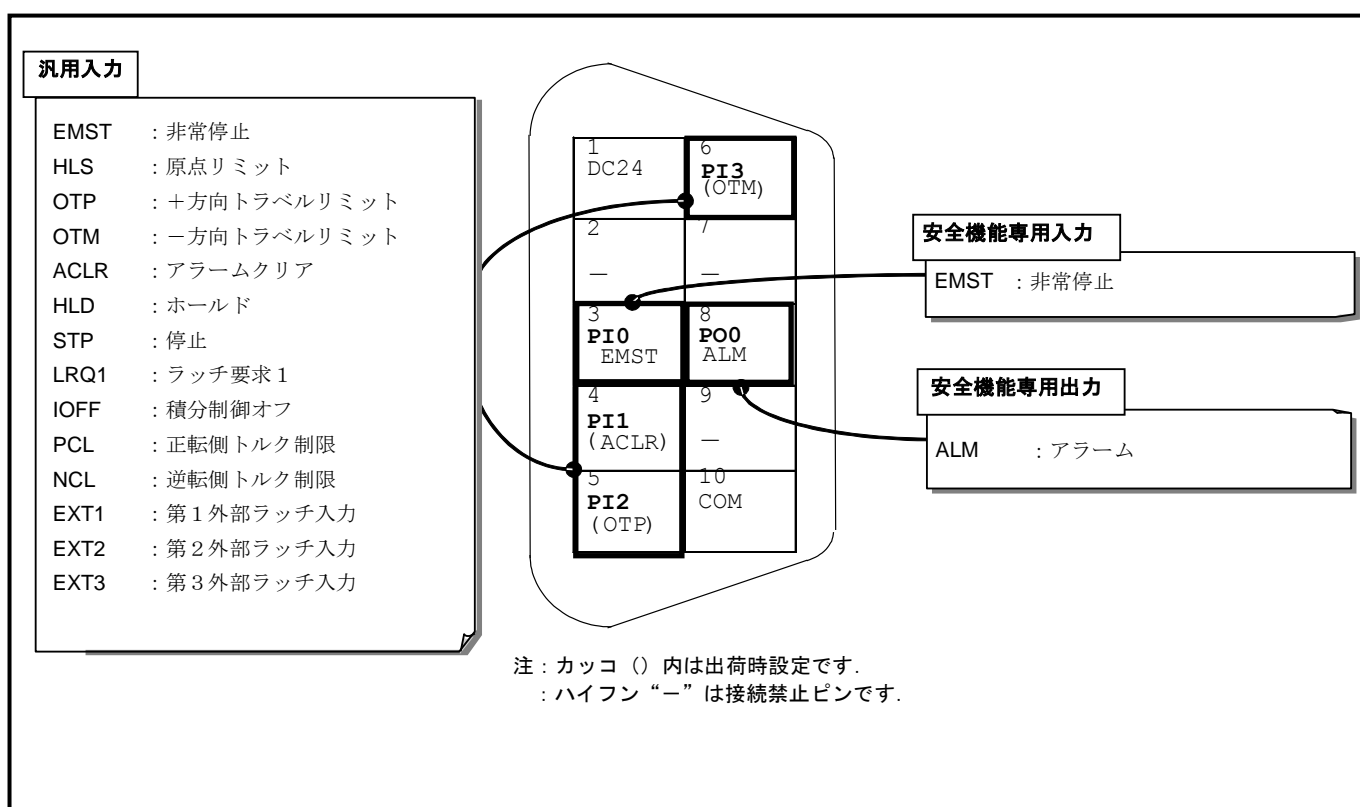 汎用入力
EMST ：非常停止
HLS ：原点リミット
OTP ：＋方向トラベルリミット
OTM ：－方向トラベルリミット
ACLR ：アラームクリア
HLD ：ホールド
STP ：停止
LRQ1 ：ラッチ要求１
IOFF ：積分制御オフ
PCL ：正転側トルク制限
NCL ：逆転側トルク制限
EXT1 ：第１外部ラッチ入力
EXT2 ：第２外部ラッチ入力
EXT3 ：第３外部ラッチ入力
1
DC24
6
PI3
(OTM)
2
－
7
－
3
PI0
EMST
8
PO0
ALM
4
PI1
(ACLR)
9
－
5
PI2
(OTP)
10
COM
安全機能専用入力
EMST ：非常停止
安全機能専用出力
ALM ：アラーム
注：カッコ（）内は出荷時設定です.
：ハイフン“－”は接続禁止ピンです.